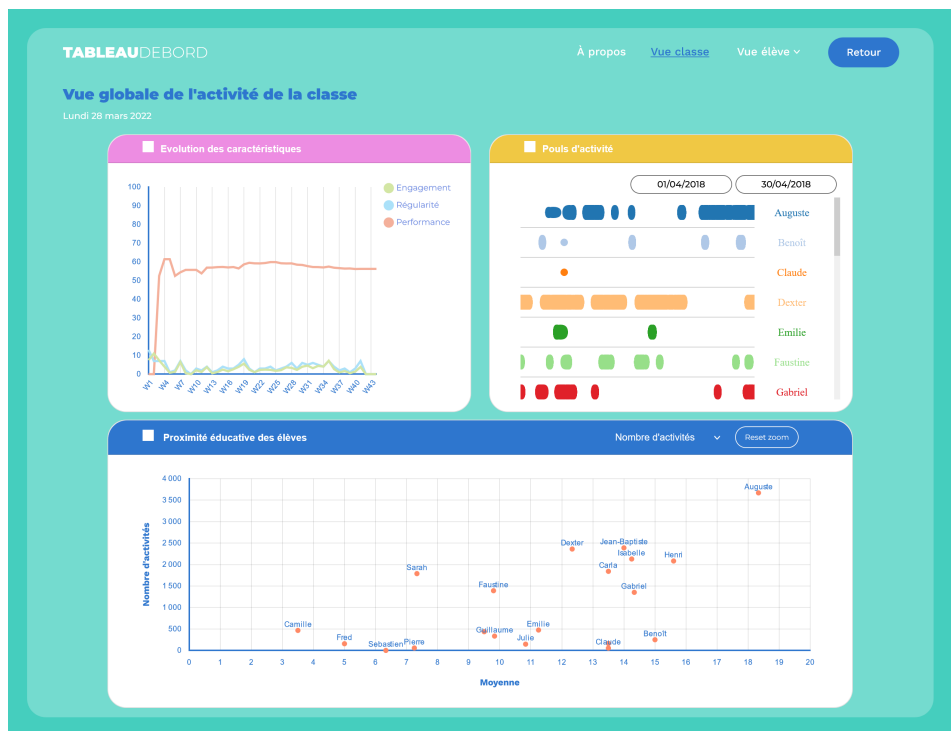 TABLEAUDEBORD
À propos Vue classe Vue élève Retour
Vue globale de l'activité de la classe
Lundi 28 mars 2022
Evolution des caractéristiques
100
90
80
70
60
50
40
30
20
10
0
W1 W4 W7 W10 W13 W16 W19 W22 W25 W28 W31 W34 W37 W40 W43
Engagement
Régularité
Performance
Pouls d'activité
01/04/2018 30/04/2018
Auguste
Benoît
Claude
Dexter
Emilie
Faustine
Gabriel
Proximité éducative des élèves Nombre d'activités Reset zoom
Nombre d'activités
4 000
3 500
3 000
2 500
2 000
1 500
1 000
500
0
Auguste
Dexter Jean-Baptiste
Isabelle
Henri
Sarah Carla
Faustine Gabriel
Camille Guillaume Emilie
Fred Sebastien Pierre Julie Claude Benoît
0 1 2 3 4 5 6 7 8 9 10 11 12 13 14 15 16 17 18 19 20
Moyenne